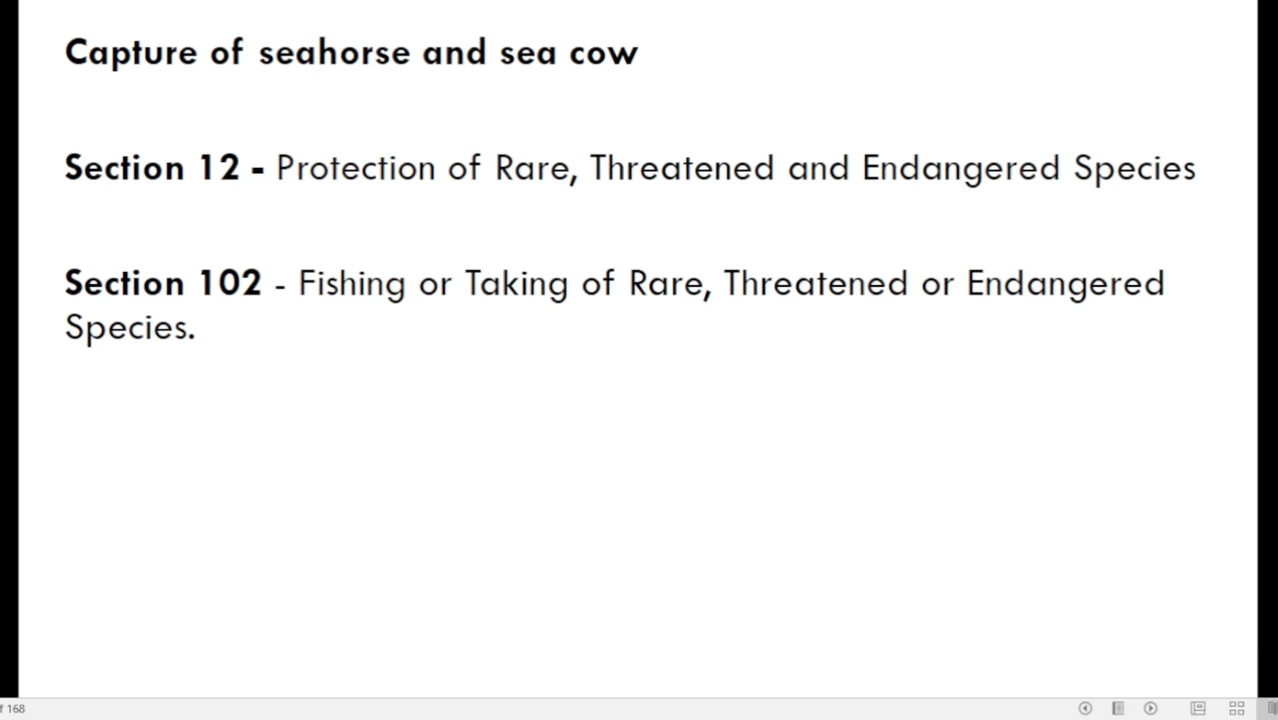 Capture of seahorse and sea cow
Section 12 - Protection of Rare, Threatened and Endangered Species
Section 102 - Fishing or Taking of Rare, Threatened or Endangered
Species.
f 168